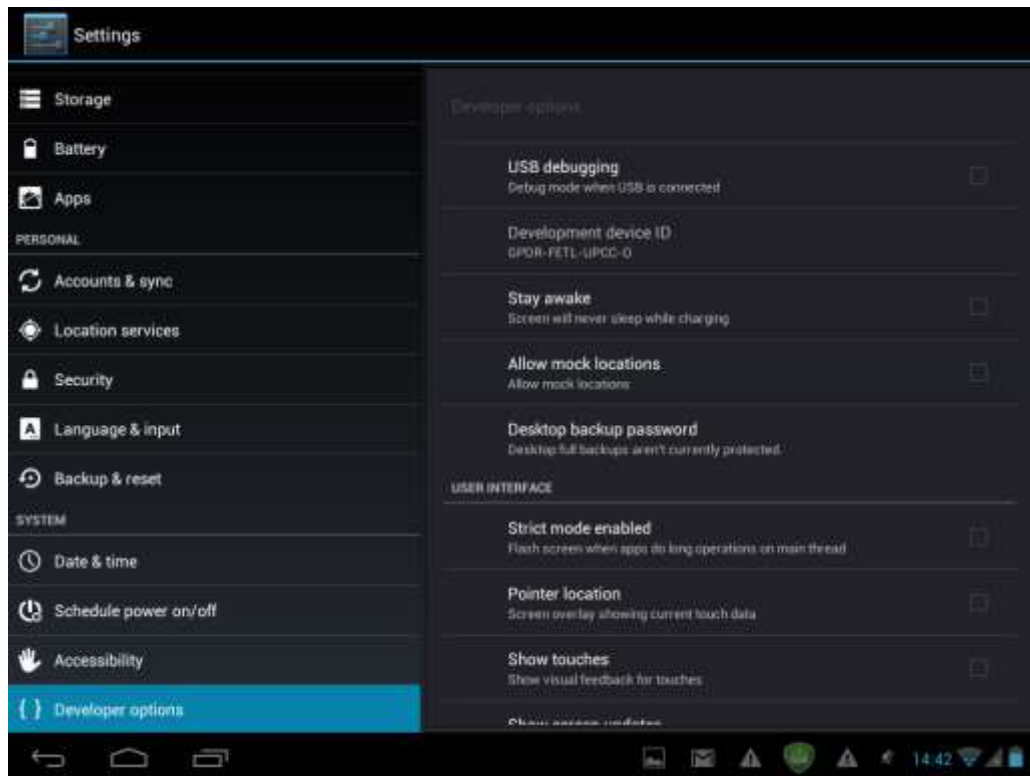 Settings
Storage
Battery
Apps
PERSONAL
Accounts & sync
Location services
Security
Language & input
Backup & reset
SYSTEM
Date & time
Schedule power on/off
Accessibility
{ } Developer options
Developer options
USB debugging
Debug mode when USB is connected
Development device ID
Stay awake
Screen will never sleep while charging
Allow mock locations
Allow mock locations
Desktop backup password
Desktop full backups aren't currently protected.
USER INTERFACE
Strict mode enabled
Flash screen when apps do long operations on main thread
Pointer location
Screen overlay showing current touch data
Show touches
Show visual feedback for touches
Show screen updates
14:42